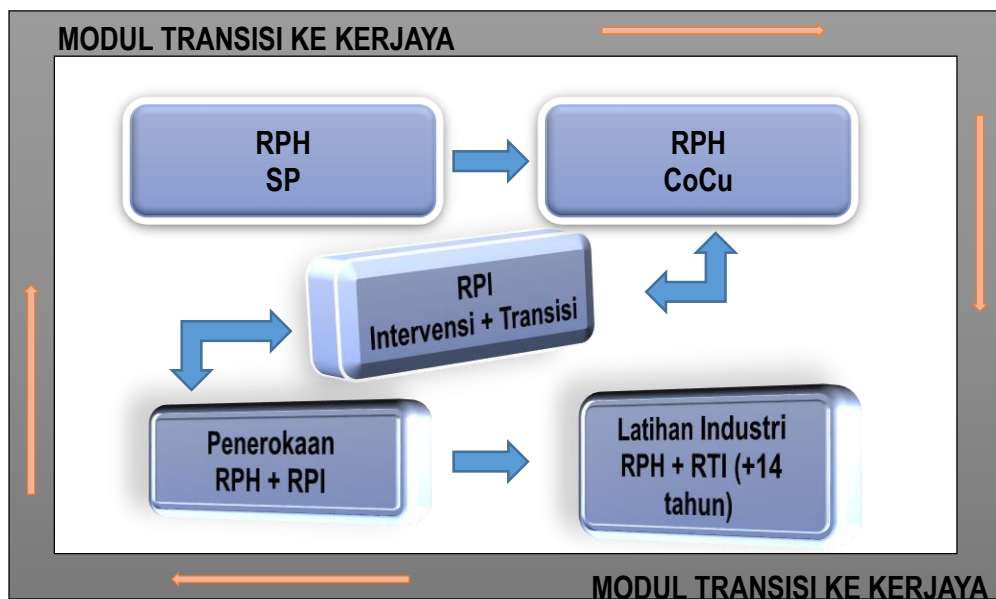 MODUL TRANSISI KE KERJAYA
RPH
SP
RPH
CoCu
RPI
Intervensi + Transisi
Penerokaan
RPH + RPI
Latihan Industri
RPH + RTI (+14
tahun)
MODUL TRANSISI KE KERJAYA